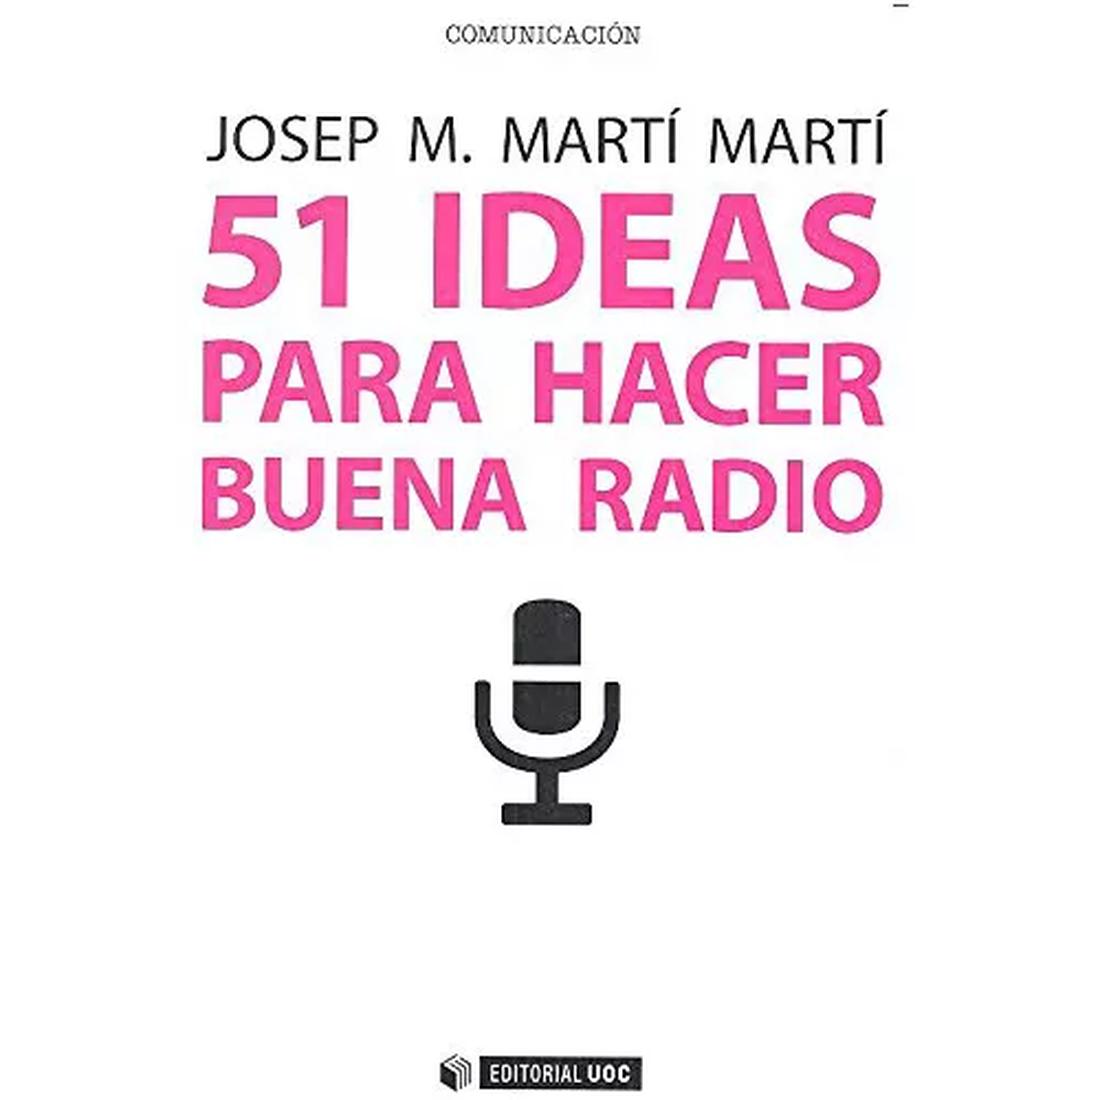 COMUNICACIÓN
JOSEP M. MARTÍ MARTÍ
51 IDEAS
PARA HACER
BUENA RADIO
EDITORIAL UOC